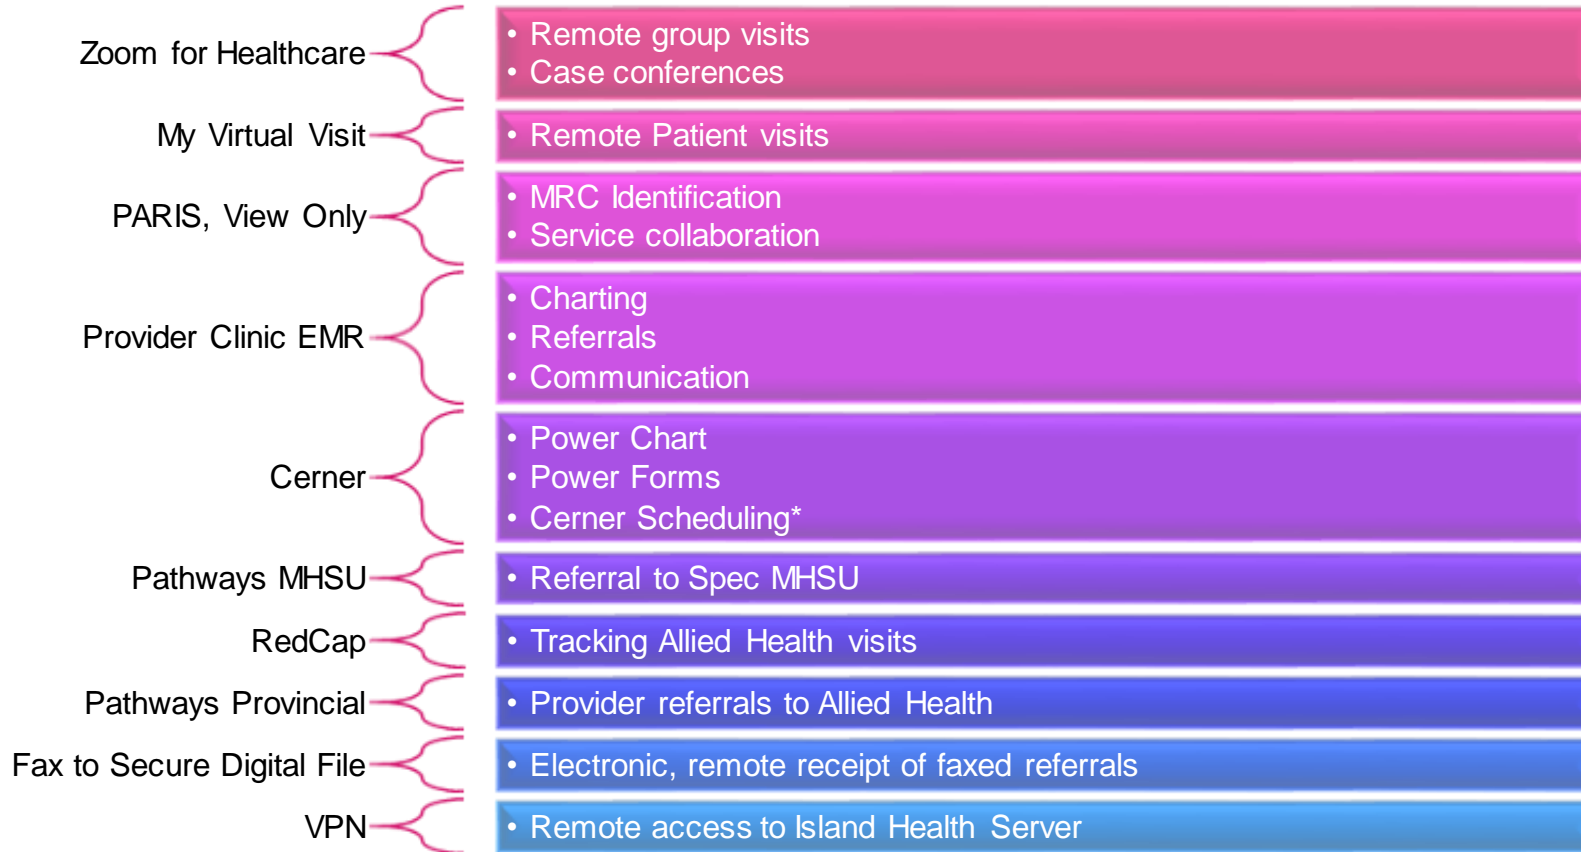 Zoom for Healthcare
• Remote group visits
• Case conferences
My Virtual Visit
• Remote Patient visits
PARIS, View Only
• MRC Identification
• Service collaboration
Provider Clinic EMR
• Charting
• Referrals
• Communication
Cerner
• Power Chart
• Power Forms
• Cerner Scheduling*
Pathways MHSU
• Referral to Spec MHSU
RedCap
• Tracking Allied Health visits
Pathways Provincial
• Provider referrals to Allied Health
Fax to Secure Digital File
• Electronic, remote receipt of faxed referrals
VPN
• Remote access to Island Health Server